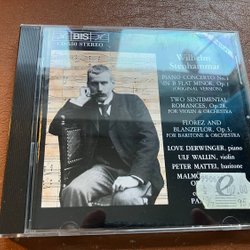 BIS
STEREO
Wilhelm
Stenhammar
PIANO CONCERTO No.1
IN B FLAT MINOR, Op.1
(ORIGINAL VERSION)
TWO SENTIMENTAL
ROMANCES, Op.28,
FOR VIOLIN & ORCHESTRA
FLOREZ AND
BLANZEFLOR, Op.3,
FOR BARITONE & ORCHESTRA
LOVE DERWINGER, piano
ULF WALLIN, violin
PETER MATTEI, baritone
MALMÖ